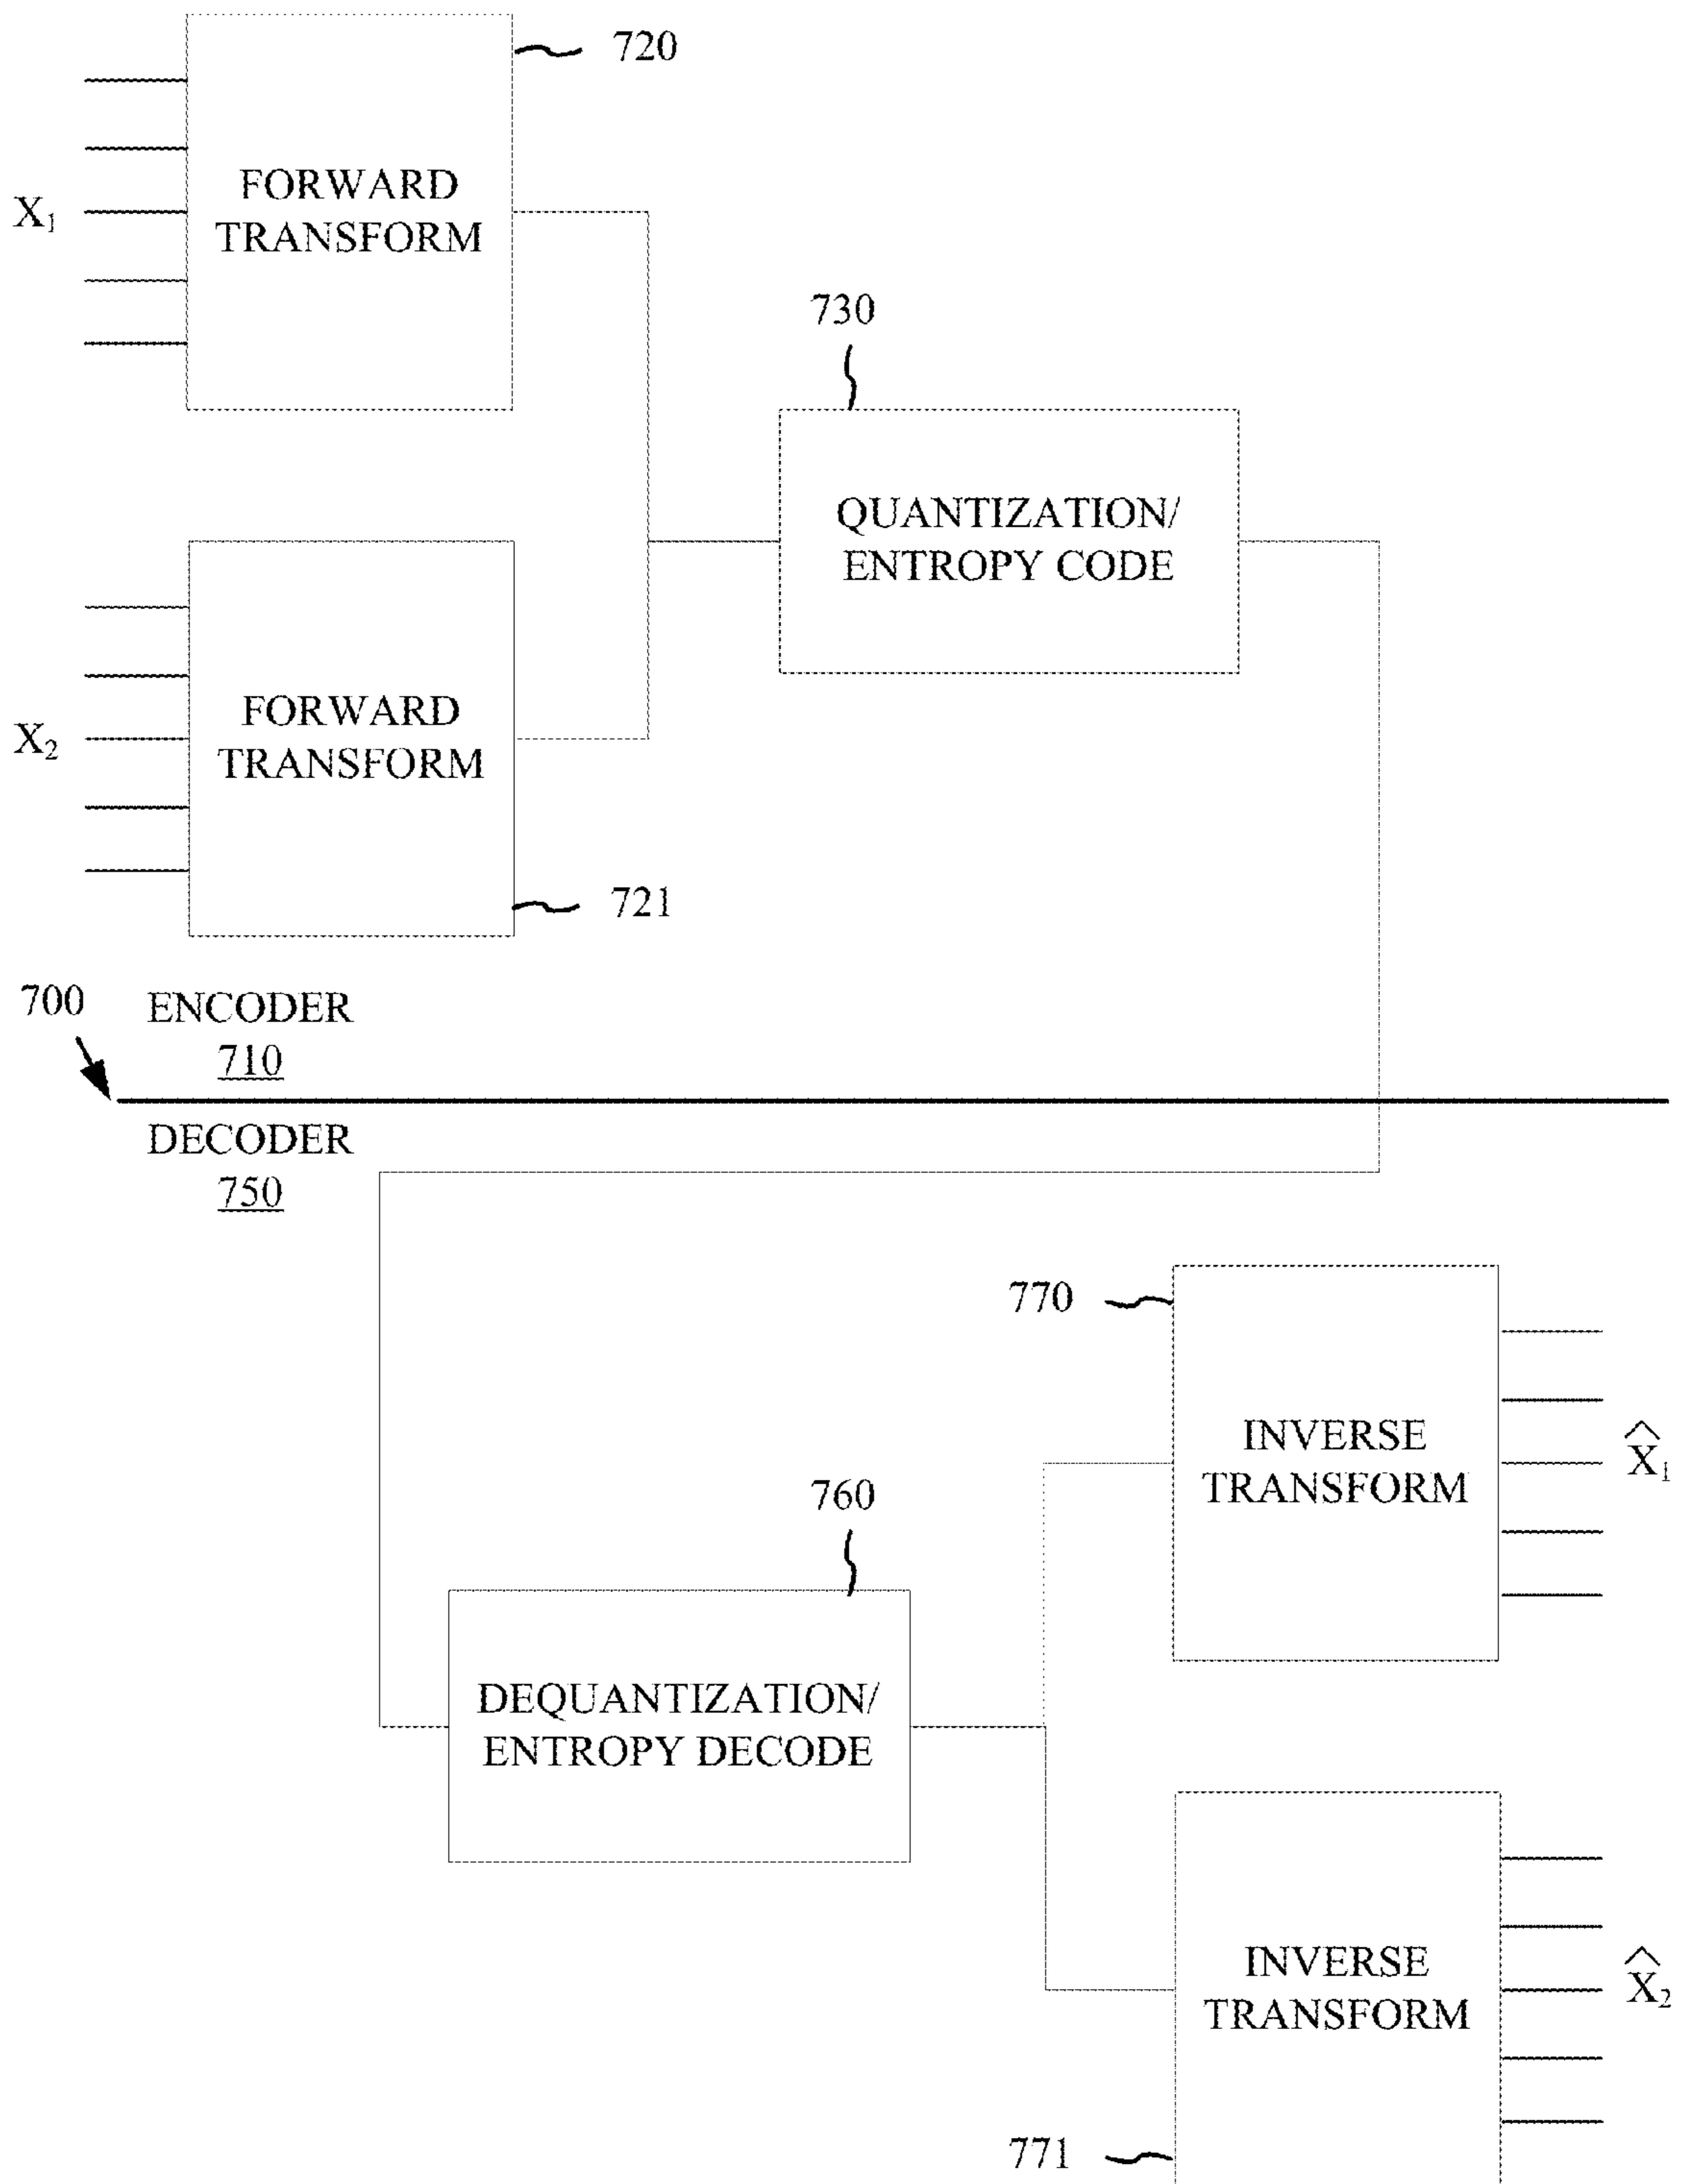 720
FORWARD
TRANSFORM
X₁
730
QUANTIZATION/
ENTROPY CODE
FORWARD
TRANSFORM
X₂
721
700
ENCODER
710
DECODER
750
770
INVERSE
TRANSFORM
X̂₁
760
DEQUANTIZATION/
ENTROPY DECODE
INVERSE
TRANSFORM
X̂₂
771